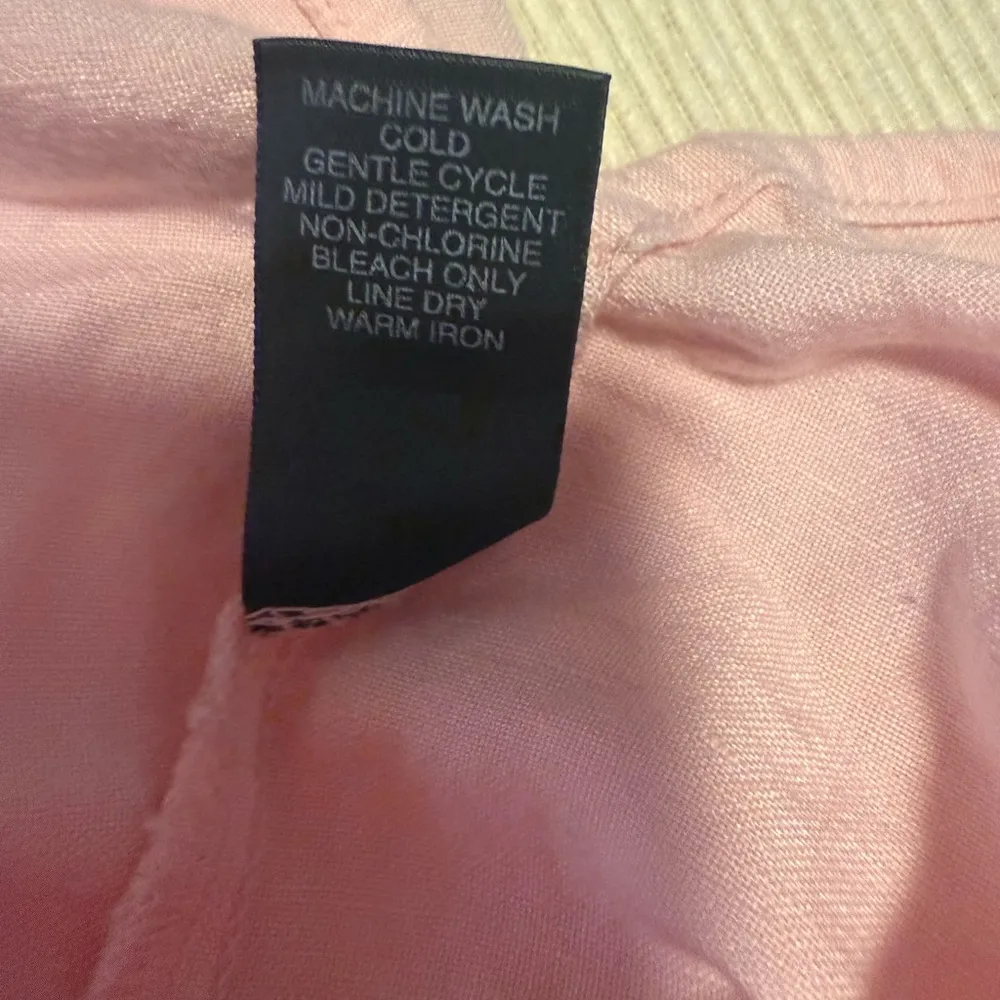 MACHINE WASH
COLD
GENTLE CYCLE
MILD DETERGENT
NON-CHLORINE
BLEACH ONLY
LINE DRY
WARM IRON